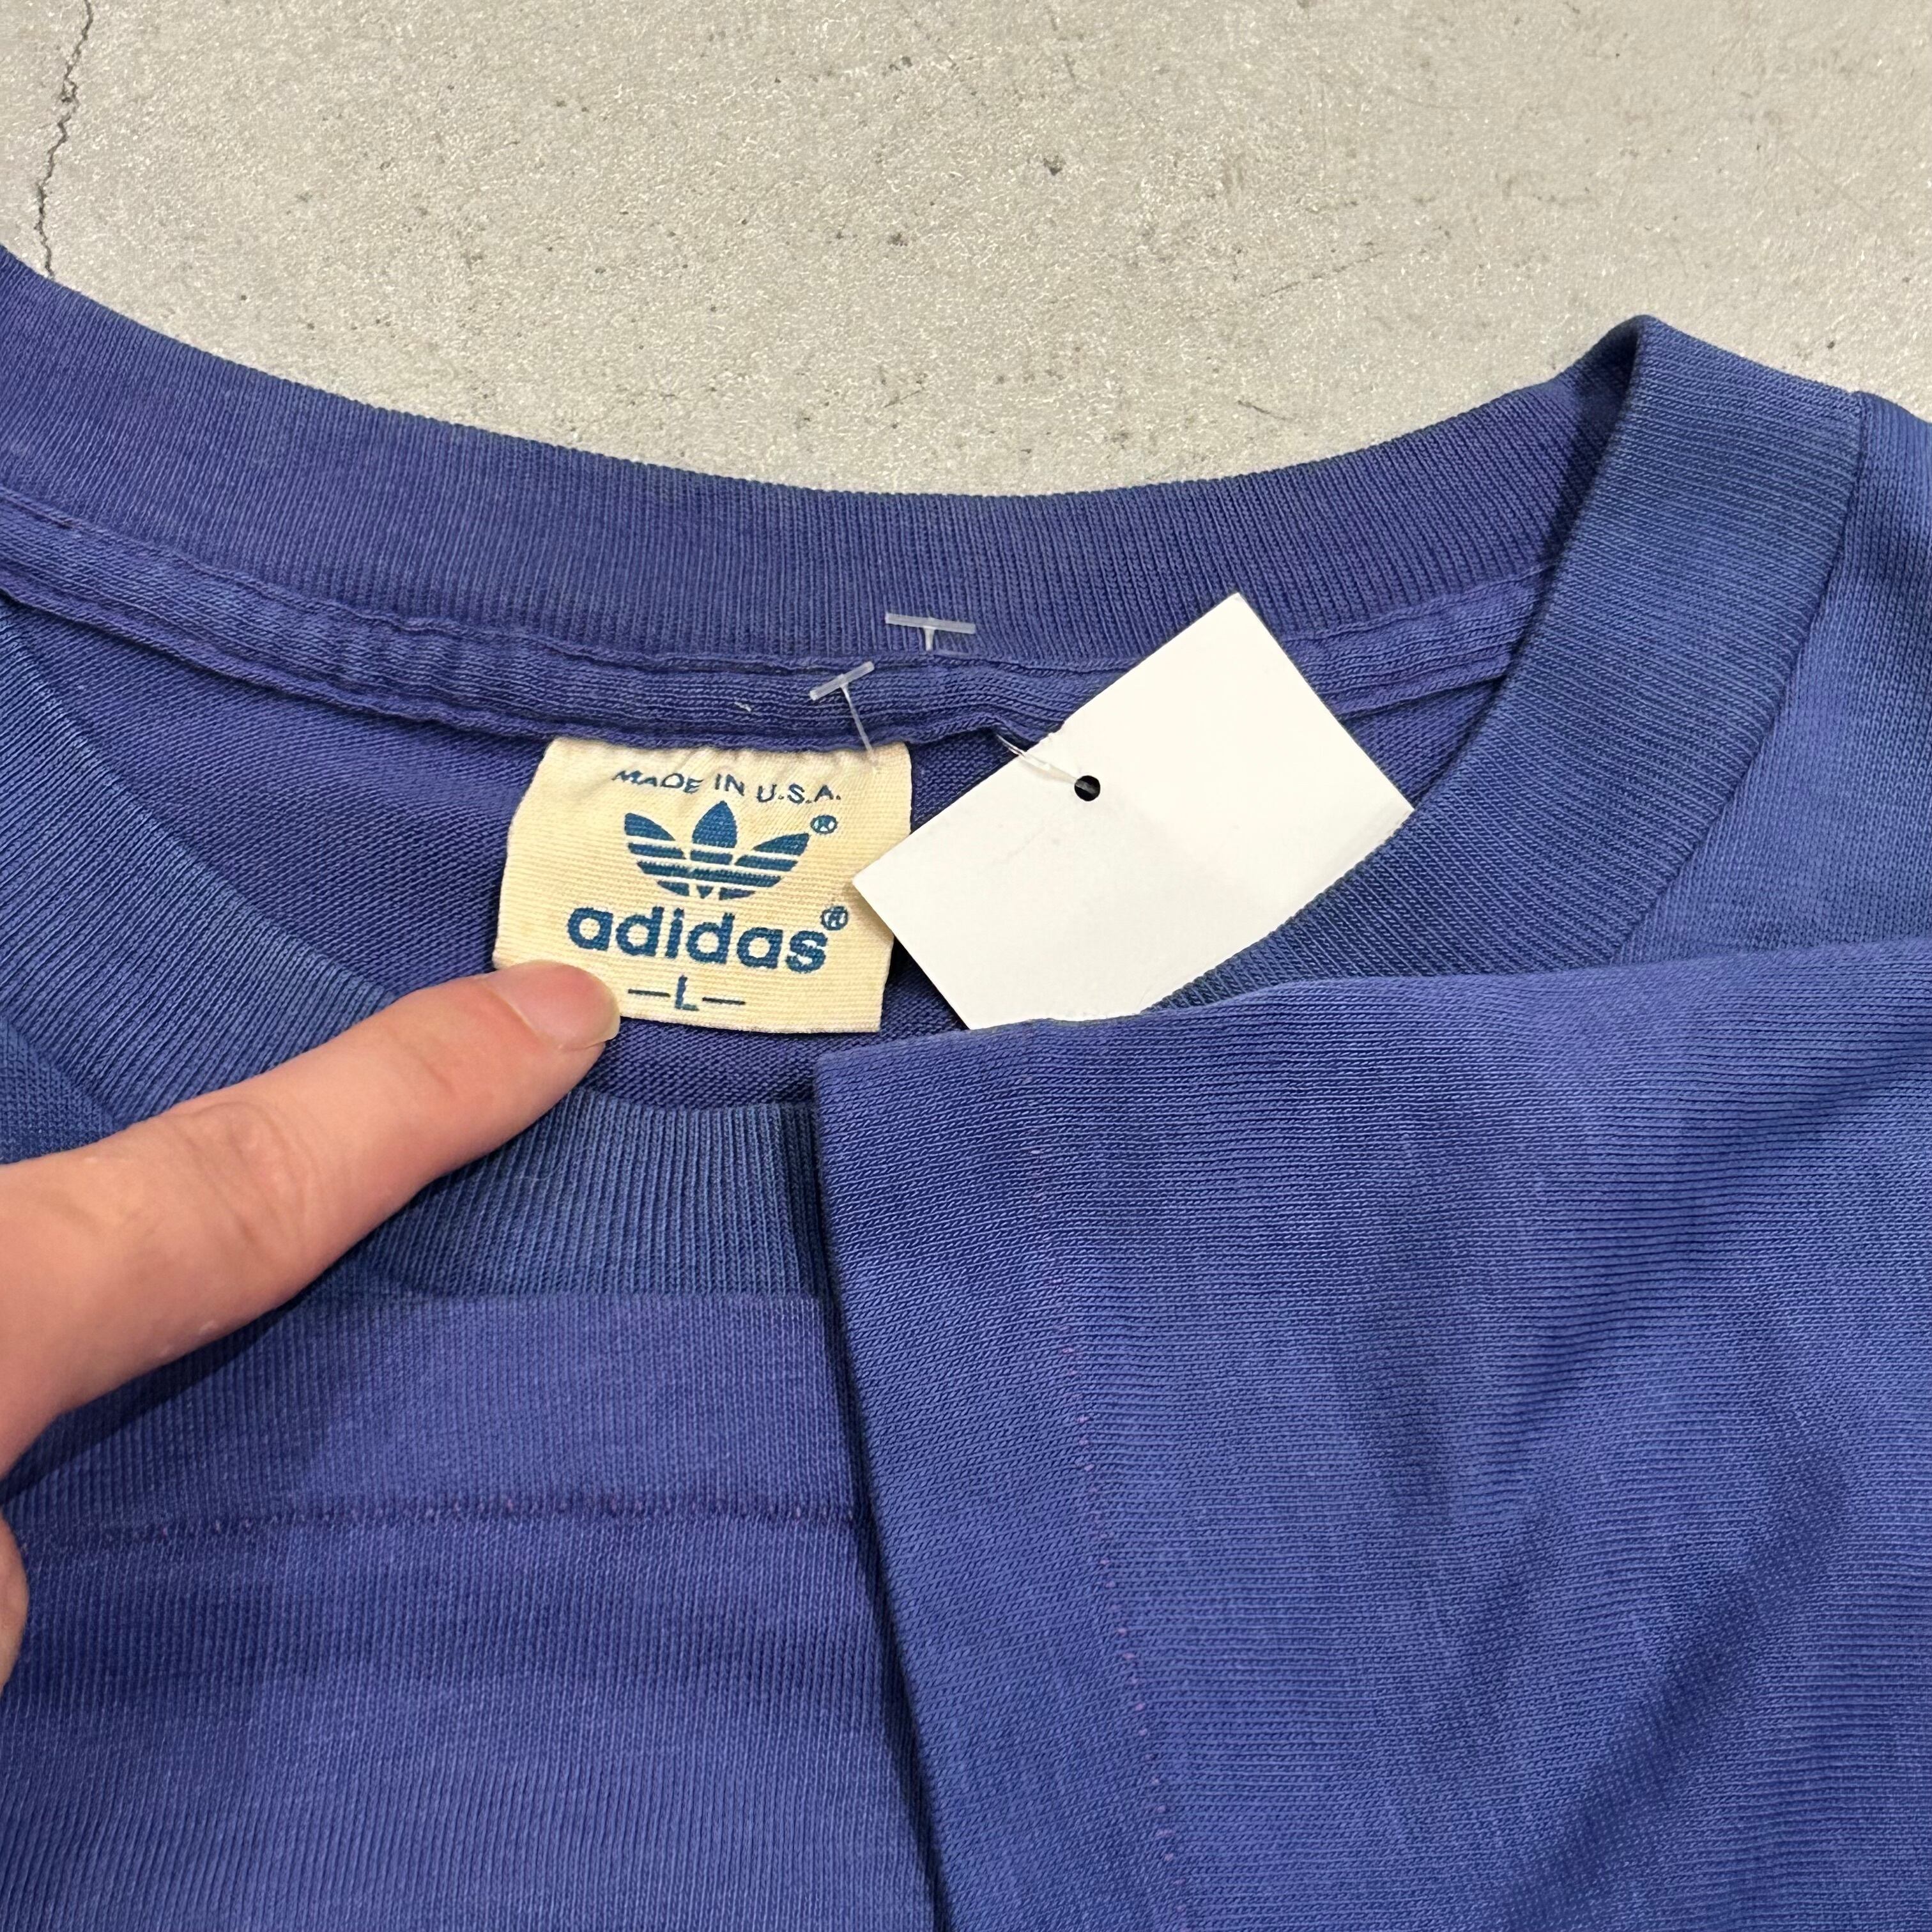 MADE IN U.S.A.
®
adidas®
—L—